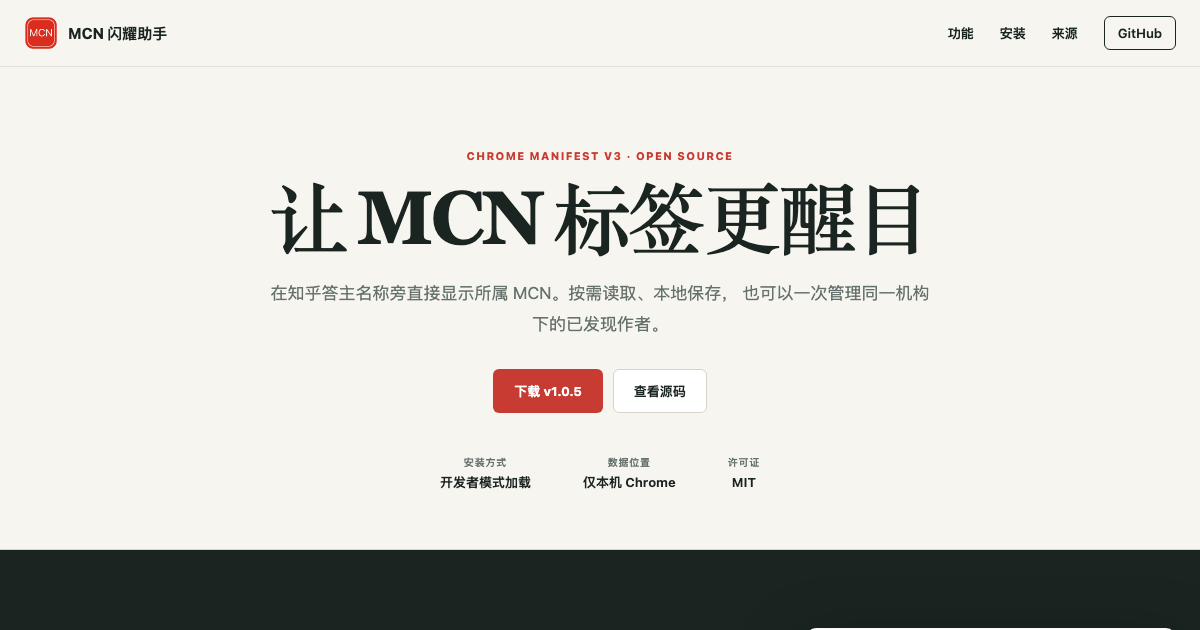 MCN
MCN 闪耀助手
功能
安装
来源
GitHub
CHROME MANIFEST V3 · OPEN SOURCE
让 MCN 标签更醒目
在知乎答主名称旁直接显示所属 MCN。按需读取、本地保存， 也可以一次管理同一机构
下的已发现作者。
下载 v1.0.5
查看源码
安装方式
开发者模式加载
数据位置
仅本机 Chrome
许可证
MIT